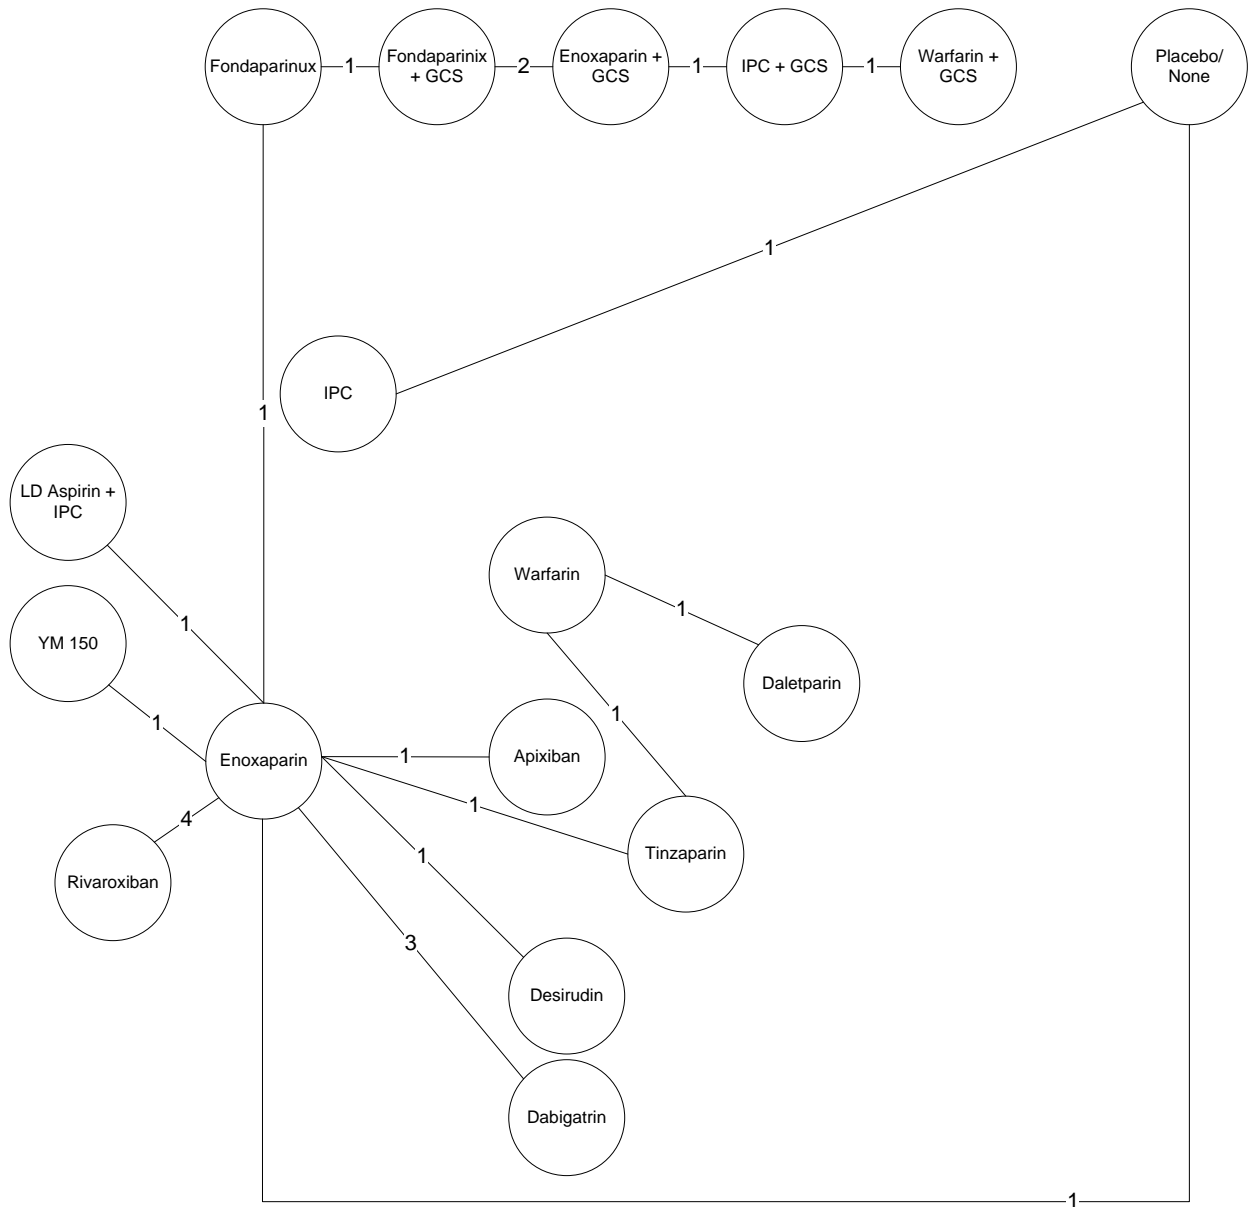 Fondaparinux
1
Fondaparinix
+ GCS
2
Enoxaparin +
GCS
1
IPC + GCS
1
Warfarin +
GCS
Placebo/
None
1
IPC
1
LD Aspirin +
IPC
Warfarin
1
Daletparin
1
YM 150
1
1
Enoxaparin
1
Apixiban
1
Tinzaparin
4
Rivaroxiban
1
3
Desirudin
Dabigatrin
1